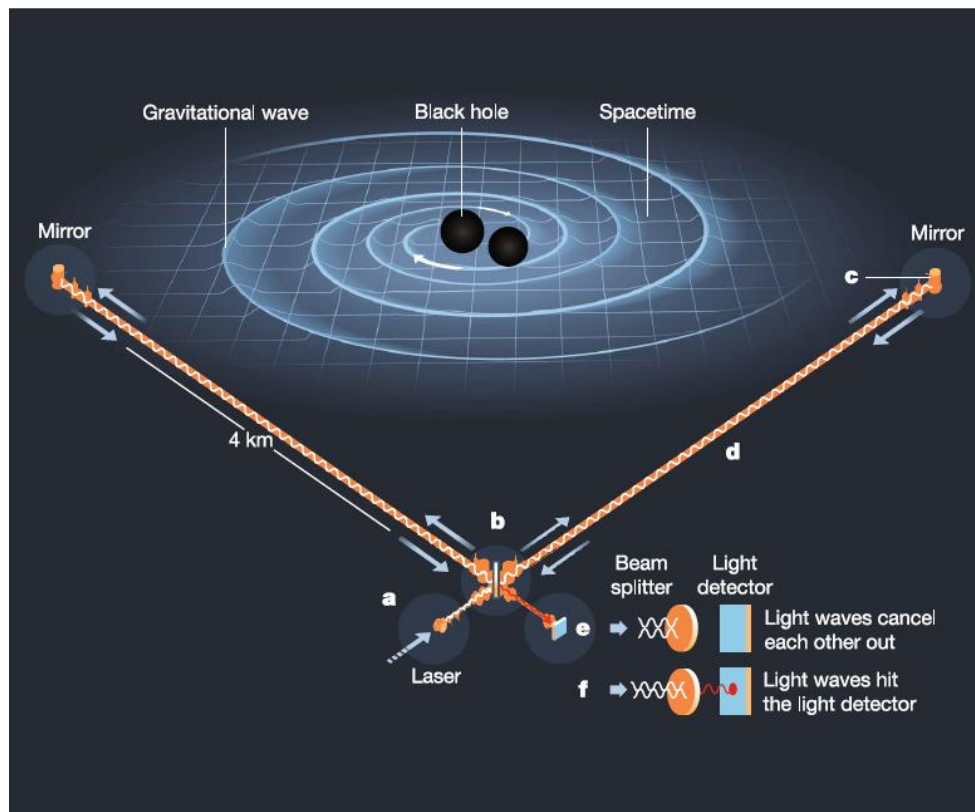 Gravitational wave
Black hole
Spacetime
Mirror
Mirror
c
4 km
d
b
a
Beam
splitter
Light
detector
e
Light waves cancel
each other out
Laser
f
Light waves hit
the light detector